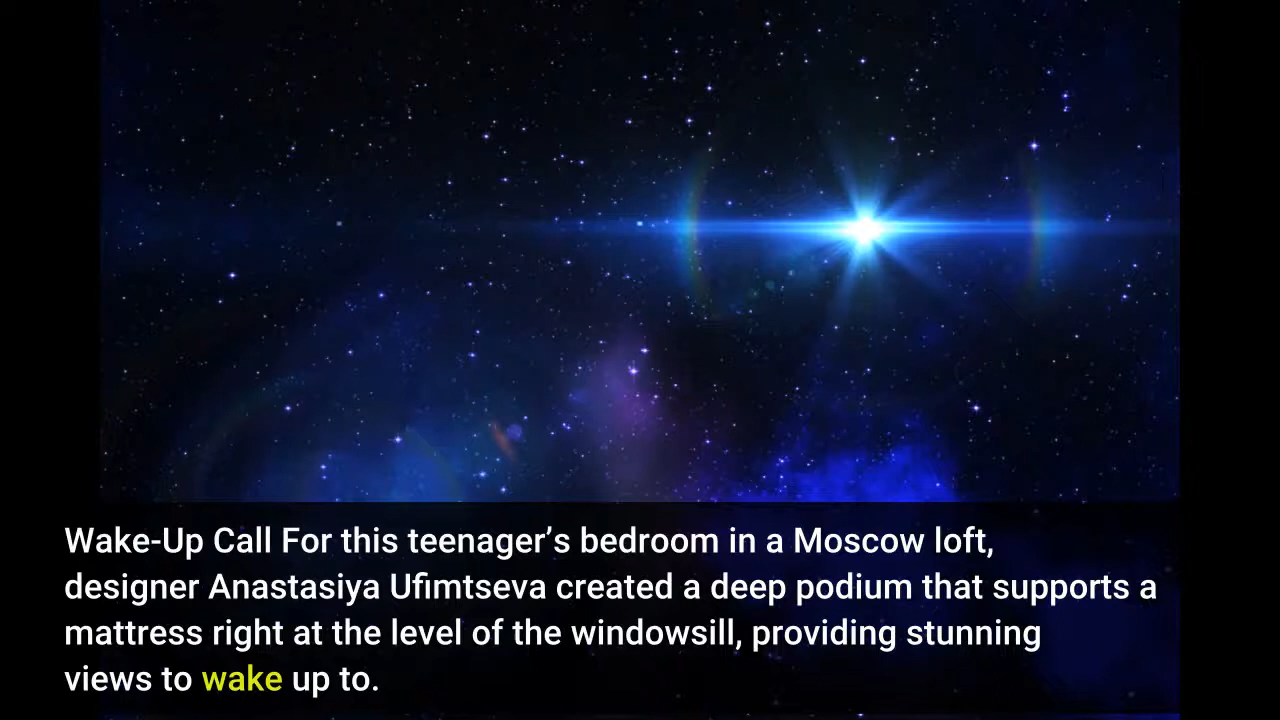 Wake-Up Call For this teenager’s bedroom in a Moscow loft,
designer Anastasiya Ufimtseva created a deep podium that supports a
mattress right at the level of the windowsill, providing stunning
views to wake up to.